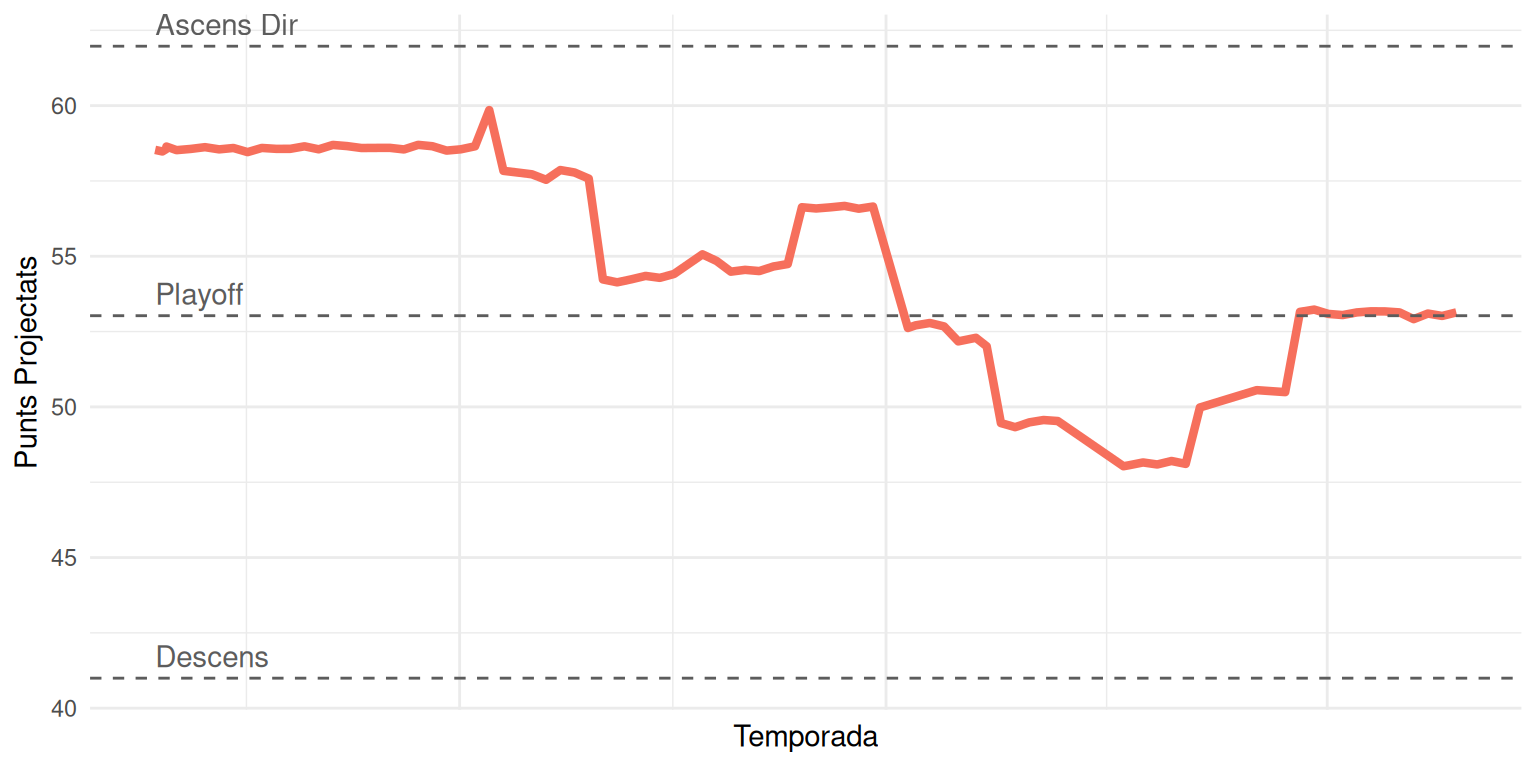 Ascens Dir
60
55
Playoff
50
45
Descens
40
Punts Projectats
Temporada